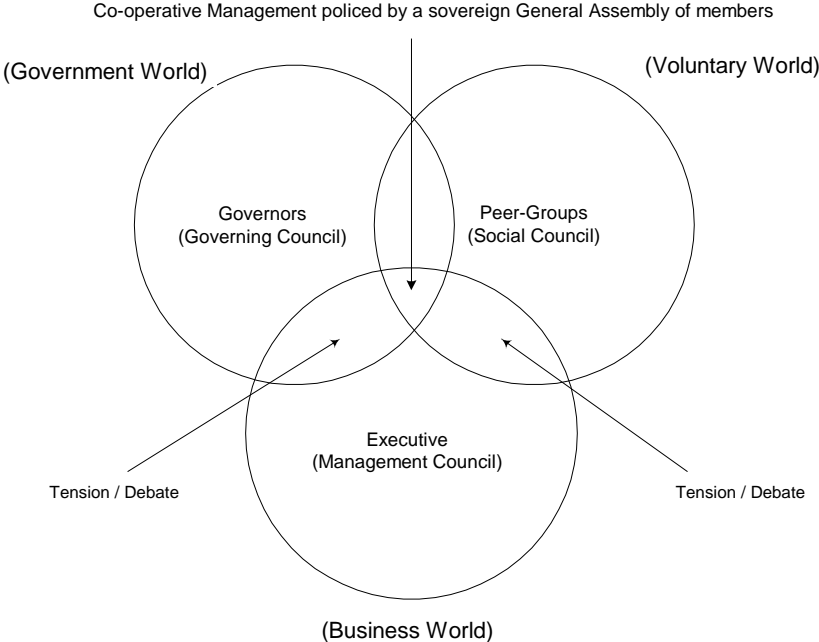 Co-operative Management policed by a sovereign General Assembly of members
(Government World)
(Voluntary World)
Governors
(Governing Council)
Peer-Groups
(Social Council)
Executive
(Management Council)
Tension / Debate
Tension / Debate
(Business World)